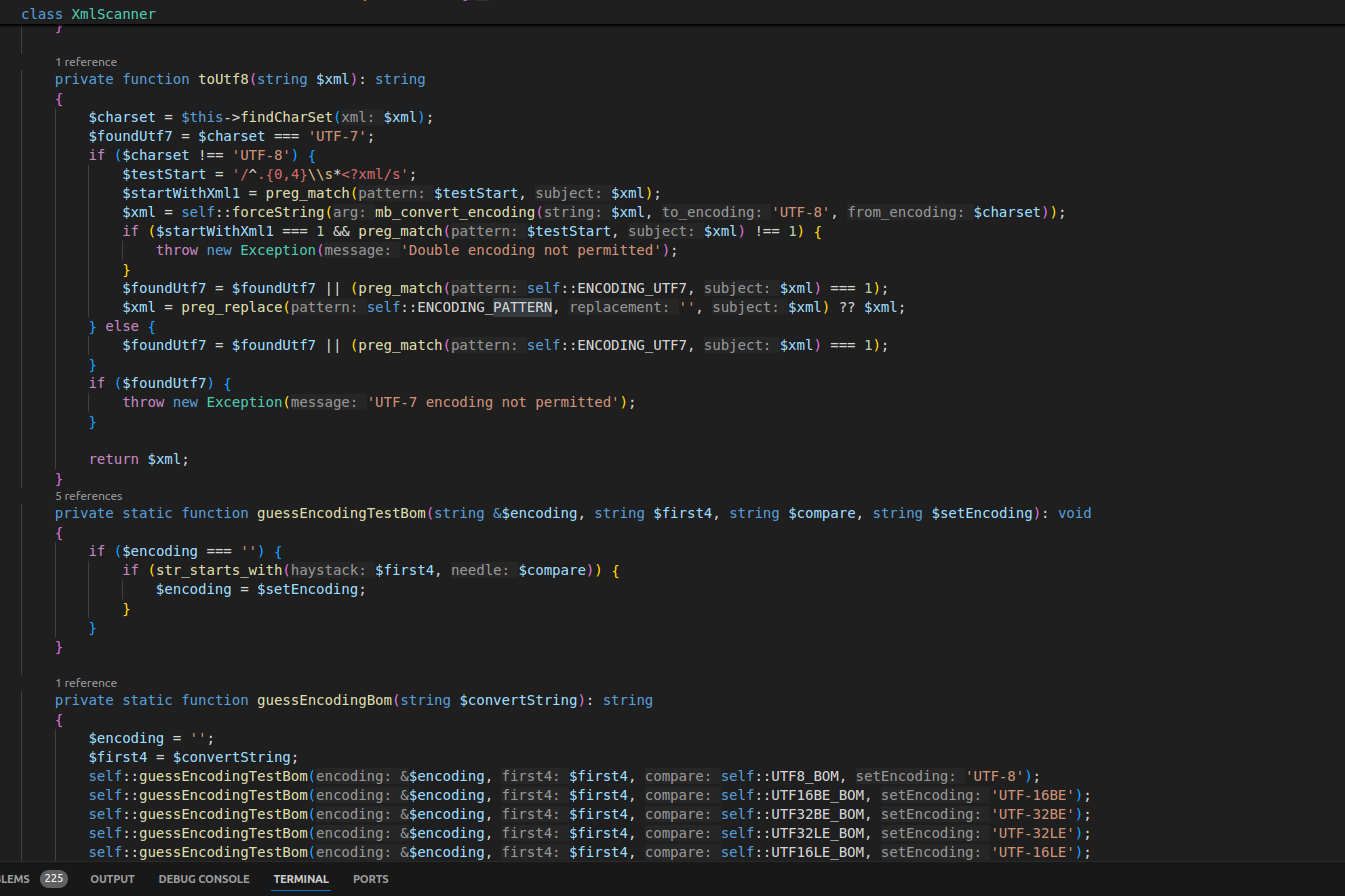 class XmlScanner
}
1 reference
private function toUtf8(string $xml): string
{
$charset = $this->findCharSet(xml: $xml);
$foundUtf7 = $charset === 'UTF-7';
if ($charset !== 'UTF-8') {
$testStart = '/^.{0,4}\\s*<?xml/s';
$startWithXml1 = preg_match(pattern: $testStart, subject: $xml);
$xml = self::forceString(arg: mb_convert_encoding(string: $xml, to_encoding: 'UTF-8', from_encoding: $charset));
if ($startWithXml1 === 1 && preg_match(pattern: $testStart, subject: $xml) !== 1) {
throw new Exception(message: 'Double encoding not permitted');
}
$foundUtf7 = $foundUtf7 || (preg_match(pattern: self::ENCODING_UTF7, subject: $xml) === 1);
$xml = preg_replace(pattern: self::ENCODING_PATTERN, replacement: '', subject: $xml) ?? $xml;
} else {
$foundUtf7 = $foundUtf7 || (preg_match(pattern: self::ENCODING_UTF7, subject: $xml) === 1);
}
if ($foundUtf7) {
throw new Exception(message: 'UTF-7 encoding not permitted');
}
return $xml;
}
5 references
private static function guessEncodingTestBom(string &$encoding, string $first4, string $compare, string $setEncoding): void
{
if ($encoding === '') {
if (str_starts_with(haystack: $first4, needle: $compare)) {
$encoding = $setEncoding;
}
}
}
1 reference
private static function guessEncodingBom(string $convertString): string
{
$encoding = '';
$first4 = $convertString;
self::guessEncodingTestBom(encoding: &$encoding, first4: $first4, compare: self::UTF8_BOM, setEncoding: 'UTF-8');
self::guessEncodingTestBom(encoding: &$encoding, first4: $first4, compare: self::UTF16BE_BOM, setEncoding: 'UTF-16BE');
self::guessEncodingTestBom(encoding: &$encoding, first4: $first4, compare: self::UTF32BE_BOM, setEncoding: 'UTF-32BE');
self::guessEncodingTestBom(encoding: &$encoding, first4: $first4, compare: self::UTF32LE_BOM, setEncoding: 'UTF-32LE');
self::guessEncodingTestBom(encoding: &$encoding, first4: $first4, compare: self::UTF16LE_BOM, setEncoding: 'UTF-16LE');
LEMS 225 OUTPUT DEBUG CONSOLE TERMINAL PORTS